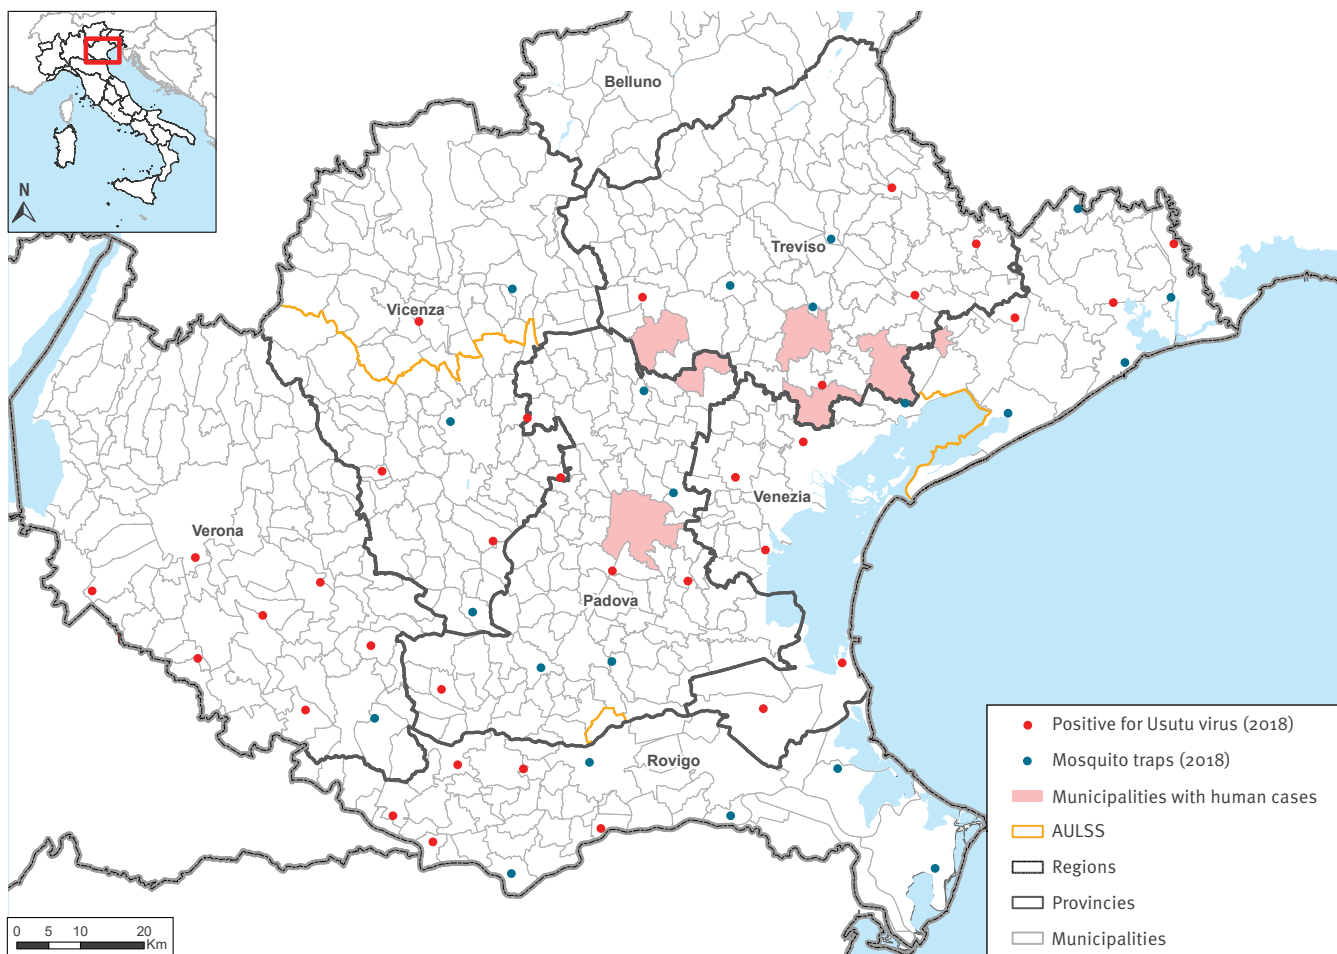 N
Belluno
Treviso
Vicenza
Venezia
Verona
Padova
Rovigo
Positive for Usutu virus (2018)
Mosquito traps (2018)
Municipalities with human cases
AULSS
Regions
Provincies
Municipalities
0 5 10 20
Km